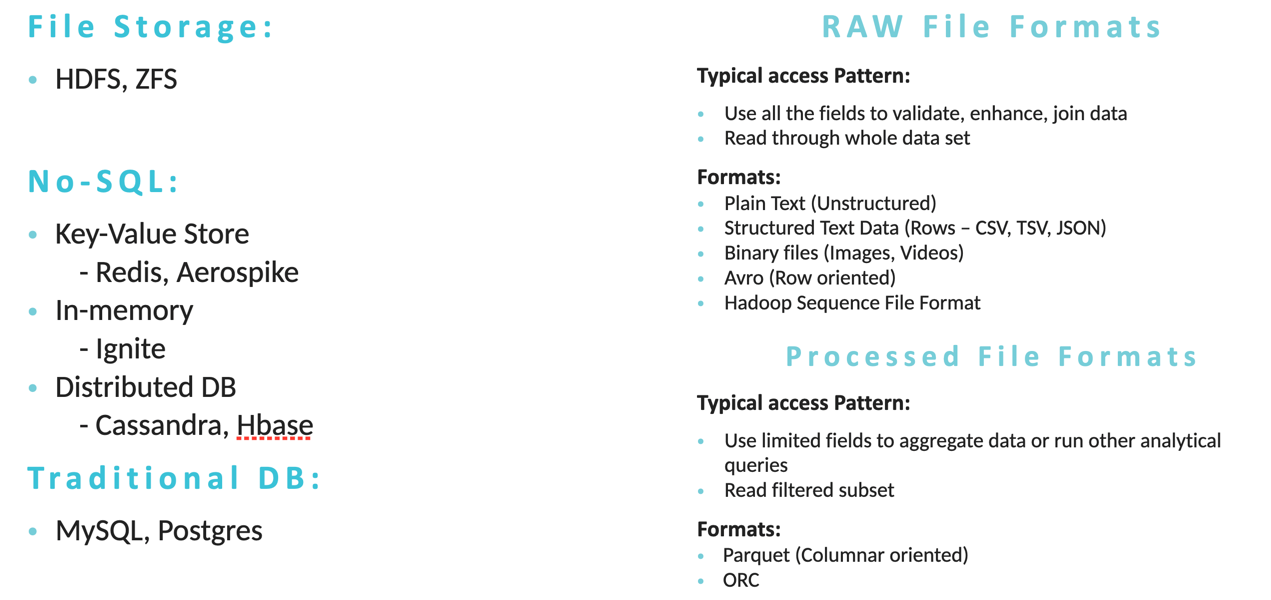 File Storage:
• HDFS, ZFS
No-SQL:
• Key-Value Store
- Redis, Aerospike
• In-memory
- Ignite
• Distributed DB
- Cassandra, Hbase
Traditional DB:
• MySQL, Postgres
RAW File Formats
Typical access Pattern:
• Use all the fields to validate, enhance, join data
• Read through whole data set
Formats:
• Plain Text (Unstructured)
• Structured Text Data (Rows – CSV, TSV, JSON)
• Binary files (Images, Videos)
• Avro (Row oriented)
• Hadoop Sequence File Format
Processed File Formats
Typical access Pattern:
• Use limited fields to aggregate data or run other analytical
queries
• Read filtered subset
Formats:
• Parquet (Columnar oriented)
• ORC